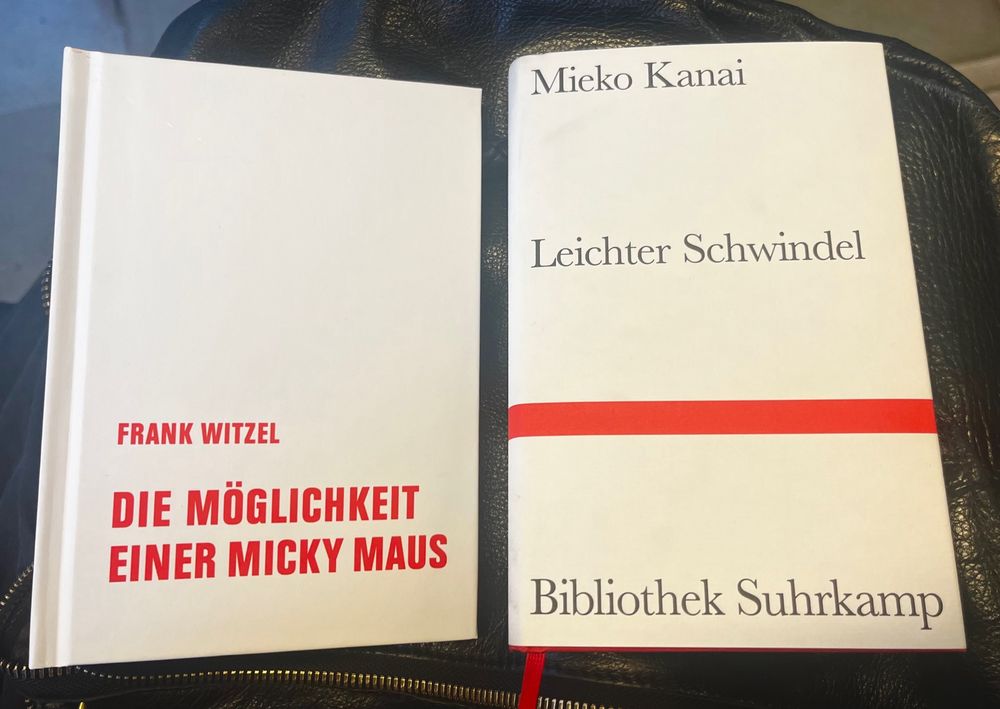 FRANK WITZEL
DIE MÖGLICHKEIT
EINER MICKY MAUS
Mieko Kanai
Leichter Schwindel
Bibliothek Suhrkamp